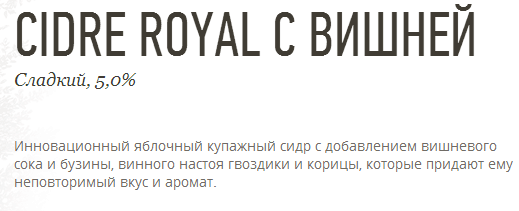 CIDRE ROYAL С ВИШНЕЙ
Сладкий, 5,0%
Инновационный яблочный купажный сидр с добавлением вишневого
сока и бузины, винного настоя гвоздики и корицы, которые придают ему
неповторимый вкус и аромат.